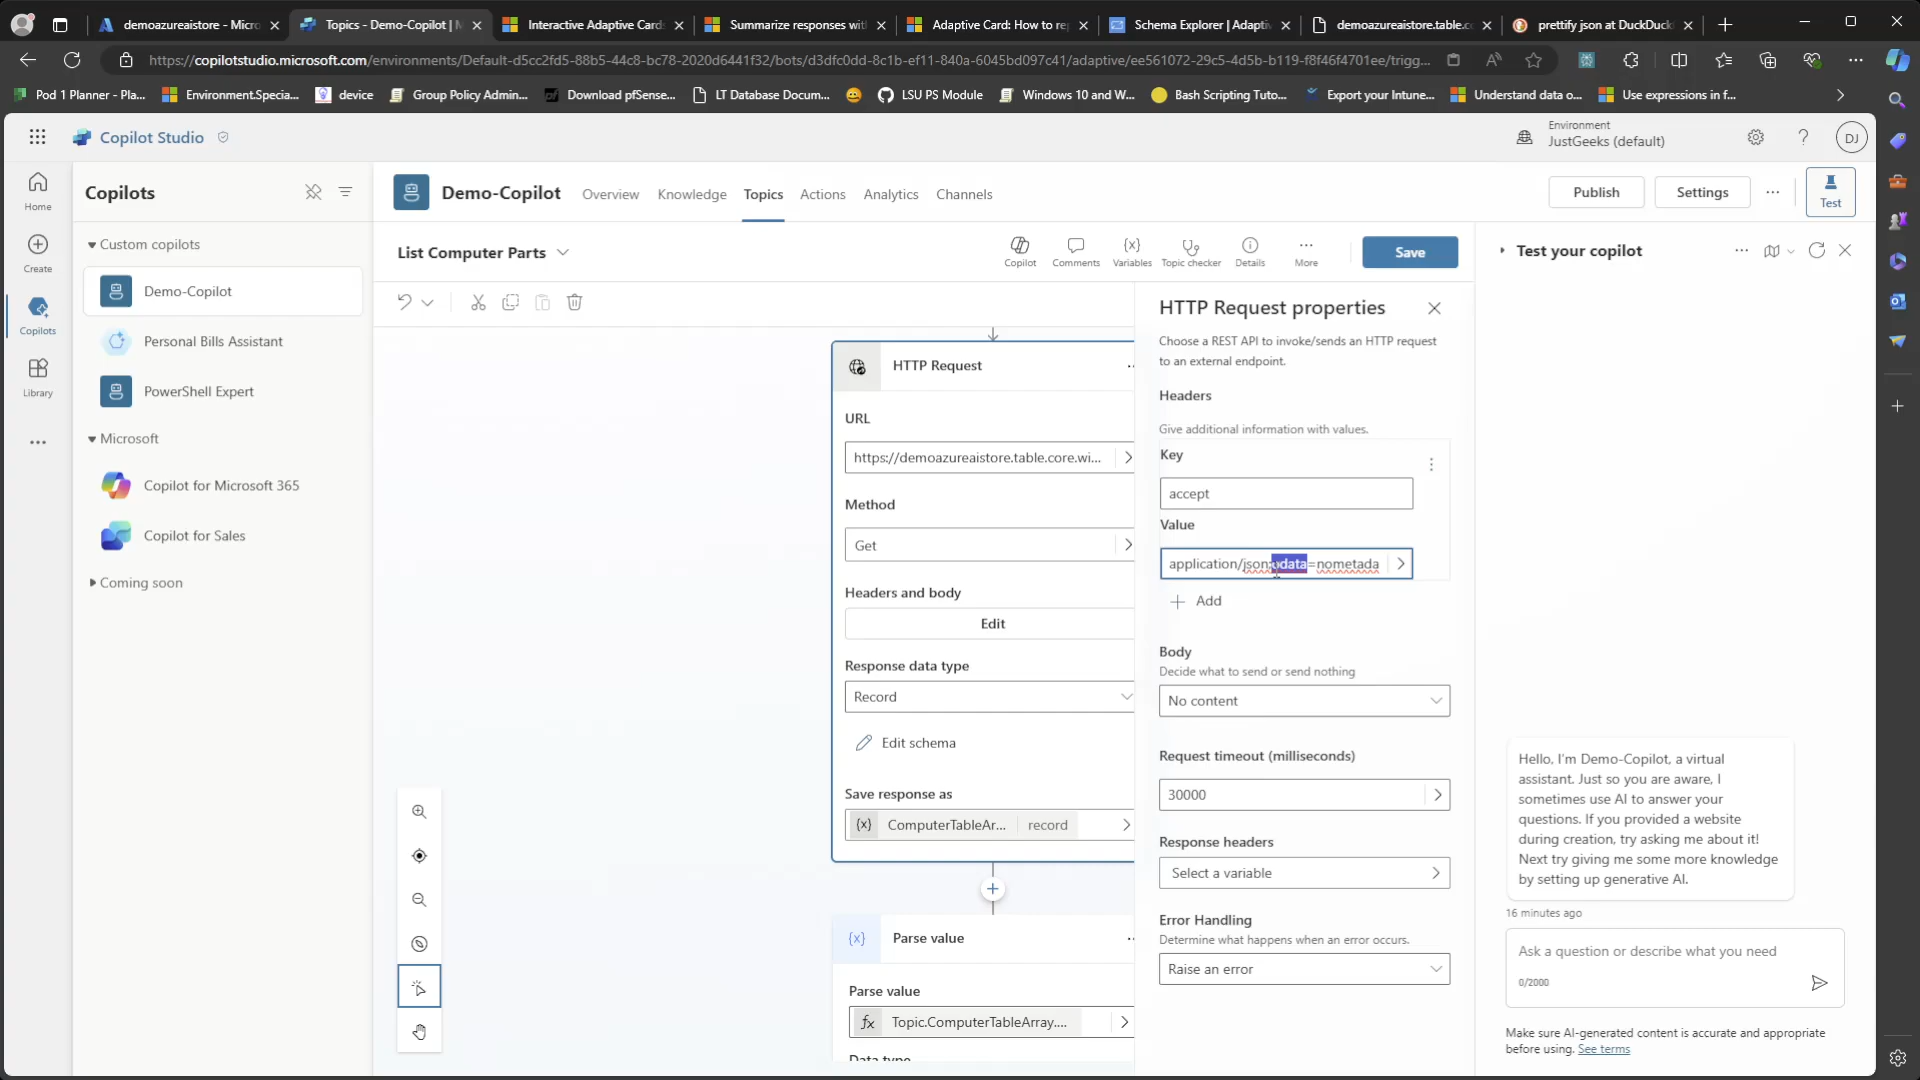 demoazureaistore - Micro
Topics - Demo-Copilot | M
Interactive Adaptive Card
Summarize responses wit
Adaptive Card: How to re
Schema Explorer | Adapti
demoazureaistore.table.c
prettify json at DuckDuck
https://copilotstudio.microsoft.com/environments/Default-d5cc2fd5-88b5-44c8-bc78-2020d6441f32/bots/d3dfc0dd-8c1b-ef11-840a-6045bd097c41/adaptive/ee561072-29c5-4d5b-b119-f8f46f4701ee/trigg...
Pod 1 Planner - Pla...
Environment.Specia...
device
Group Policy Admin...
Download pfSense...
LT Database Docum...
LSU PS Module
Windows 10 and W...
Bash Scripting Tuto...
Export your Intune...
Understand data o...
Use expressions in f...
Copilot Studio
Environment
JustGeeks (default)
DJ
Home
Create
Copilots
Library
Copilots
Custom copilots
Demo-Copilot
Personal Bills Assistant
PowerShell Expert
Microsoft
Copilot for Microsoft 365
Copilot for Sales
Coming soon
Demo-Copilot
Overview
Knowledge
Topics
Actions
Analytics
Channels
Publish
Settings
Test
List Computer Parts
Copilot
Comments
Variables
Topic checker
Details
More
Save
HTTP Request
URL
https://demoazureaistore.table.core.wi...
Method
Get
Headers and body
Edit
Response data type
Record
Edit schema
Save response as
{x} ComputerTableAr... record
{x} Parse value
Parse value
fx Topic.ComputerTableArray....
Data type
HTTP Request properties
Choose a REST API to invoke/sends an HTTP request
to an external endpoint.
Headers
Give additional information with values.
Key
accept
Value
application/json;odata=nometada
Add
Body
Decide what to send or send nothing
No content
Request timeout (milliseconds)
30000
Response headers
Select a variable
Error Handling
Determine what happens when an error occurs.
Raise an error
Test your copilot
Hello, I'm Demo-Copilot, a virtual
assistant. Just so you are aware, I
sometimes use AI to answer your
questions. If you provided a website
during creation, try asking me about it!
Next try giving me some more knowledge
by setting up generative AI.
16 minutes ago
Ask a question or describe what you need
0/2000
Make sure AI-generated content is accurate and appropriate
before using. See terms